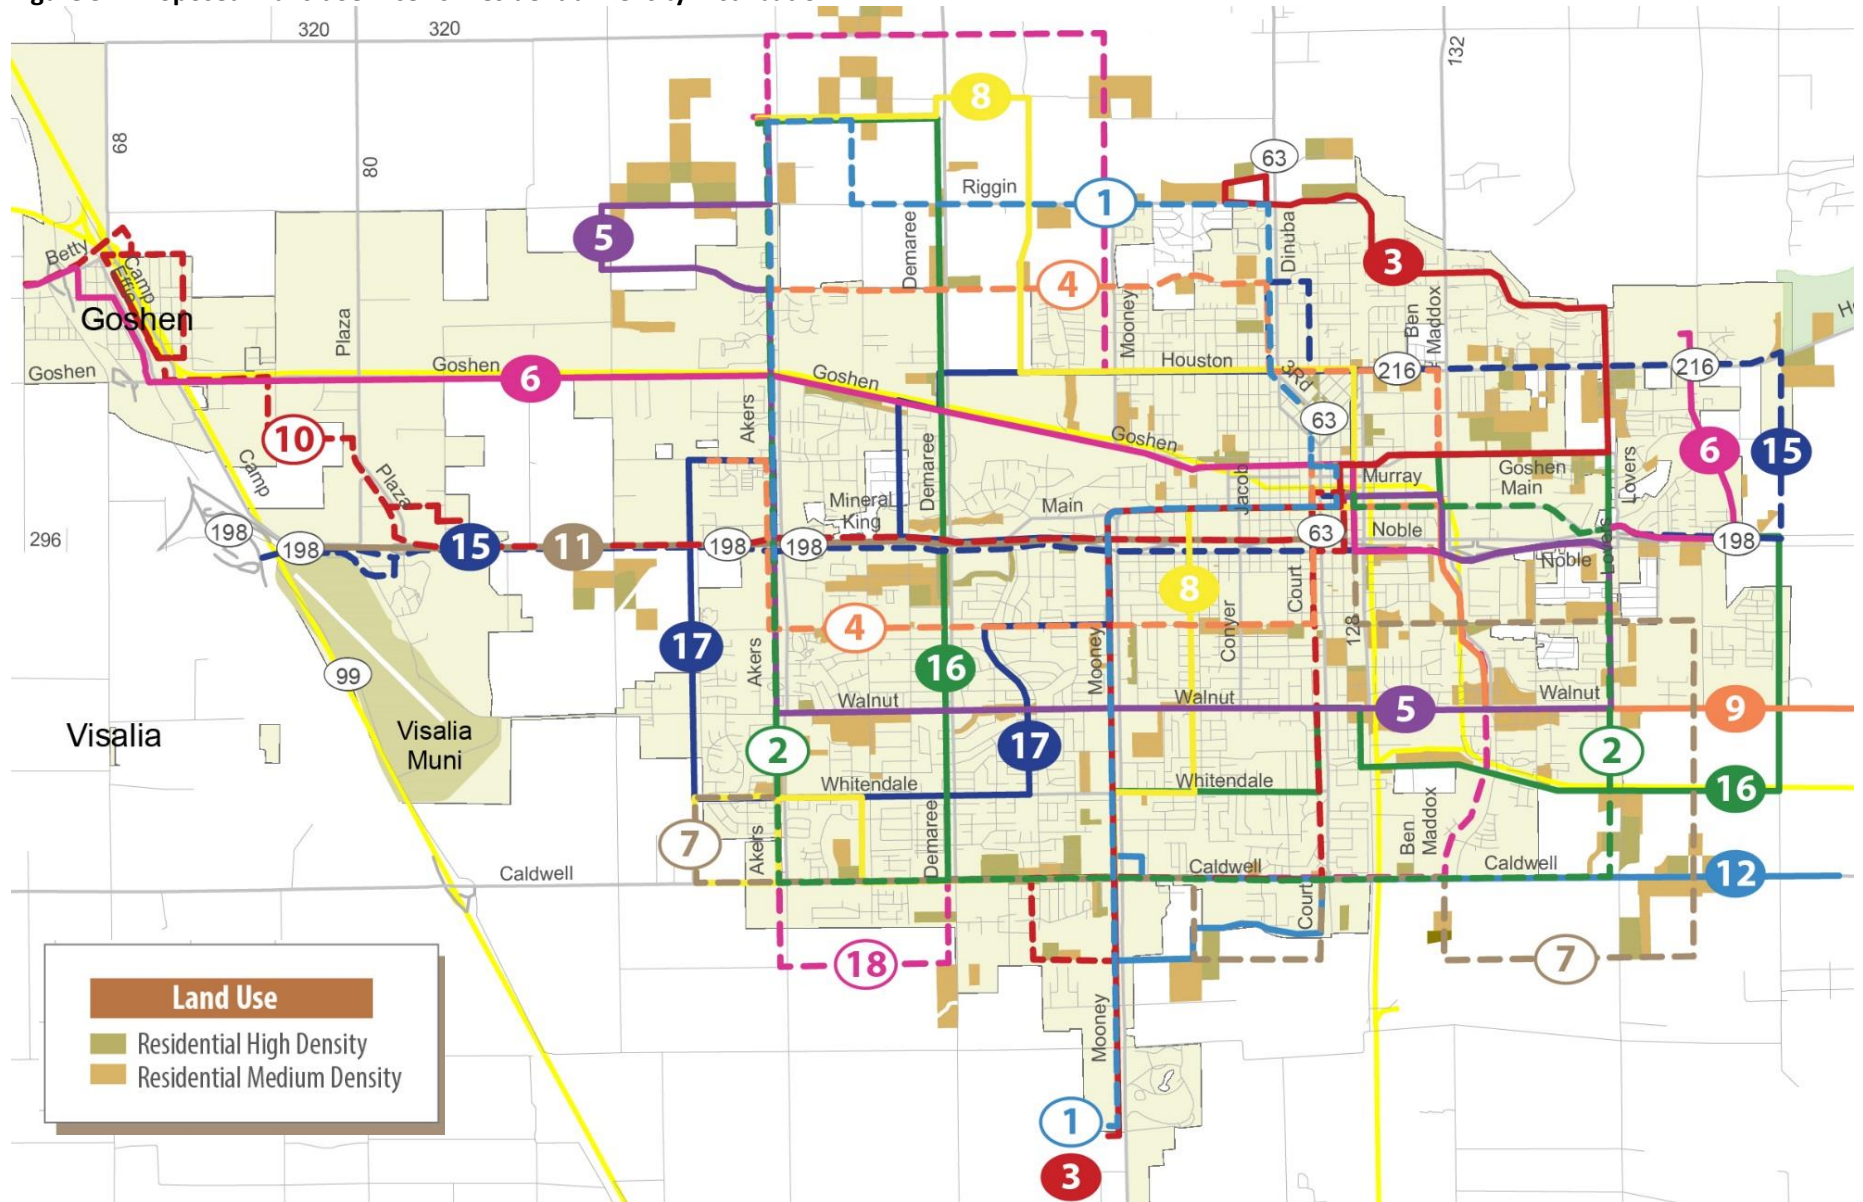 320
320
132
8
68
80
63
Riggin
1
5
Demaree
Dinuba
3
Betty
Camp
Effie
4
Goshen
Plaza
Mooney
Ben
Maddox
Goshen
Goshen
6
Goshen
Houston
216
216
3Rd
Akers
63
10
Goshen
Demaree
6
15
Camp
Plaza
Mineral
King
Main
Jacob
Murray
Goshen
Main
Lovers
296
198
198
15
11
198
198
63
Noble
Noble
Lovers
198
8
Court
17
4
Akers
16
Mooney
Conyer
128
99
Walnut
Walnut
5
Walnut
9
Visalia
Visalia
Muni
2
17
2
Whitendale
Whitendale
16
7
Akers
Demaree
Ben
Maddox
Caldwell
Caldwell
Caldwell
12
Court
18
7
Land Use
Residential High Density
Residential Medium Density
Mooney
1
3